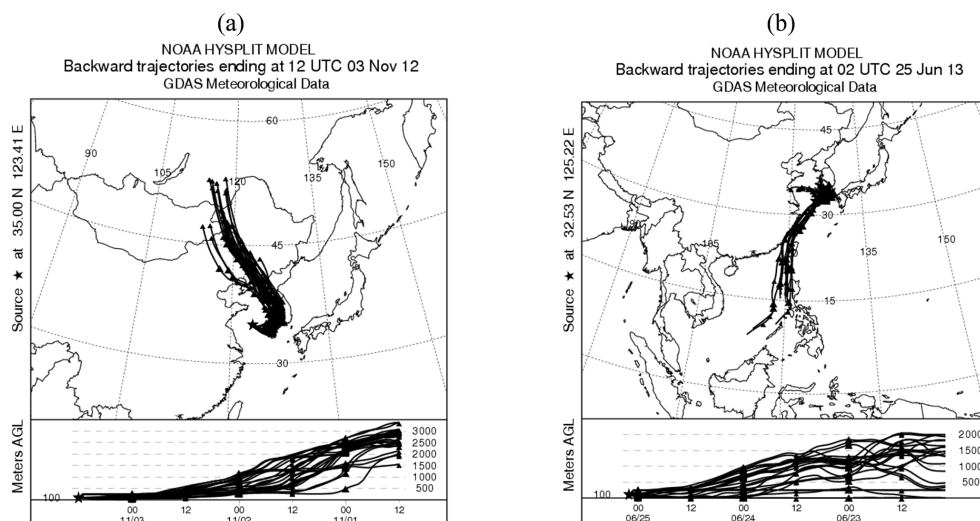 (a)
NOAA HYSPLIT MODEL
Backward trajectories ending at 12 UTC 03 Nov 12
GDAS Meteorological Data
Source ★ at 35.00 N 123.41 E
60
90
105
120
135
150
45
30
Meters AGL
100
3000
2500
2000
1500
1000
500
00 12 00 12 00 12
11/03 11/02 11/01
(b)
NOAA HYSPLIT MODEL
Backward trajectories ending at 02 UTC 25 Jun 13
GDAS Meteorological Data
Source ★ at 32.53 N 125.22 E
45
90
105
30
135
150
15
Meters AGL
100
2000
1500
1000
500
00 12 00 12 00 12
06/25 06/24 06/23